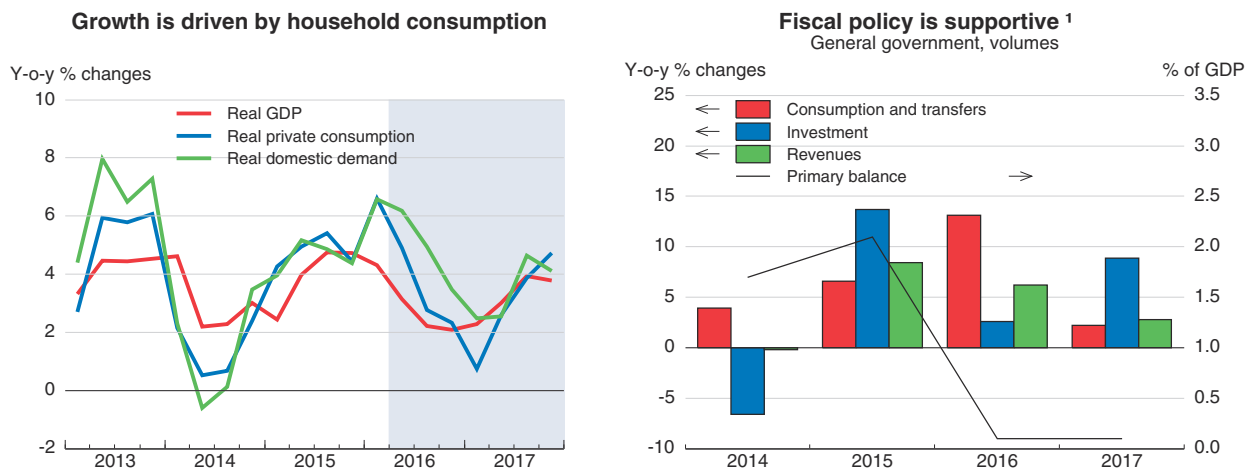 Growth is driven by household consumption
Y-o-y % changes
10
8
6
4
2
0
-2
Real GDP
Real private consumption
Real domestic demand
2013
2014
2015
2016
2017
Fiscal policy is supportive ¹
General government, volumes
Y-o-y % changes
% of GDP
25
20
15
10
5
0
-5
-10
Consumption and transfers
Investment
Revenues
Primary balance
3.5
3.0
2.5
2.0
1.5
1.0
0.5
0.0
2014
2015
2016
2017